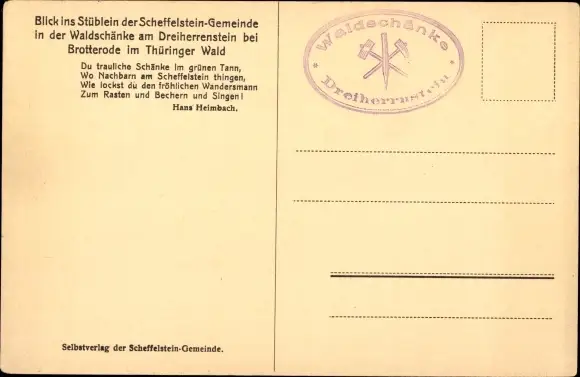 Blick ins Stüblein der Scheffelstein-Gemeinde
in der Waldschänke am Dreiherrenstein bei
Brotterode im Thüringer Wald
Du trauliche Schänke im grünen Tann,
Wo Nachbarn am Scheffelstein thingen,
Wie lockst du den fröhlichen Wandersmann
Zum Rasten und Bechern und Singen!
Hans Heimbach.
Waldschänke
Dreiherrnstein
Selbstverlag der Scheffelstein-Gemeinde.